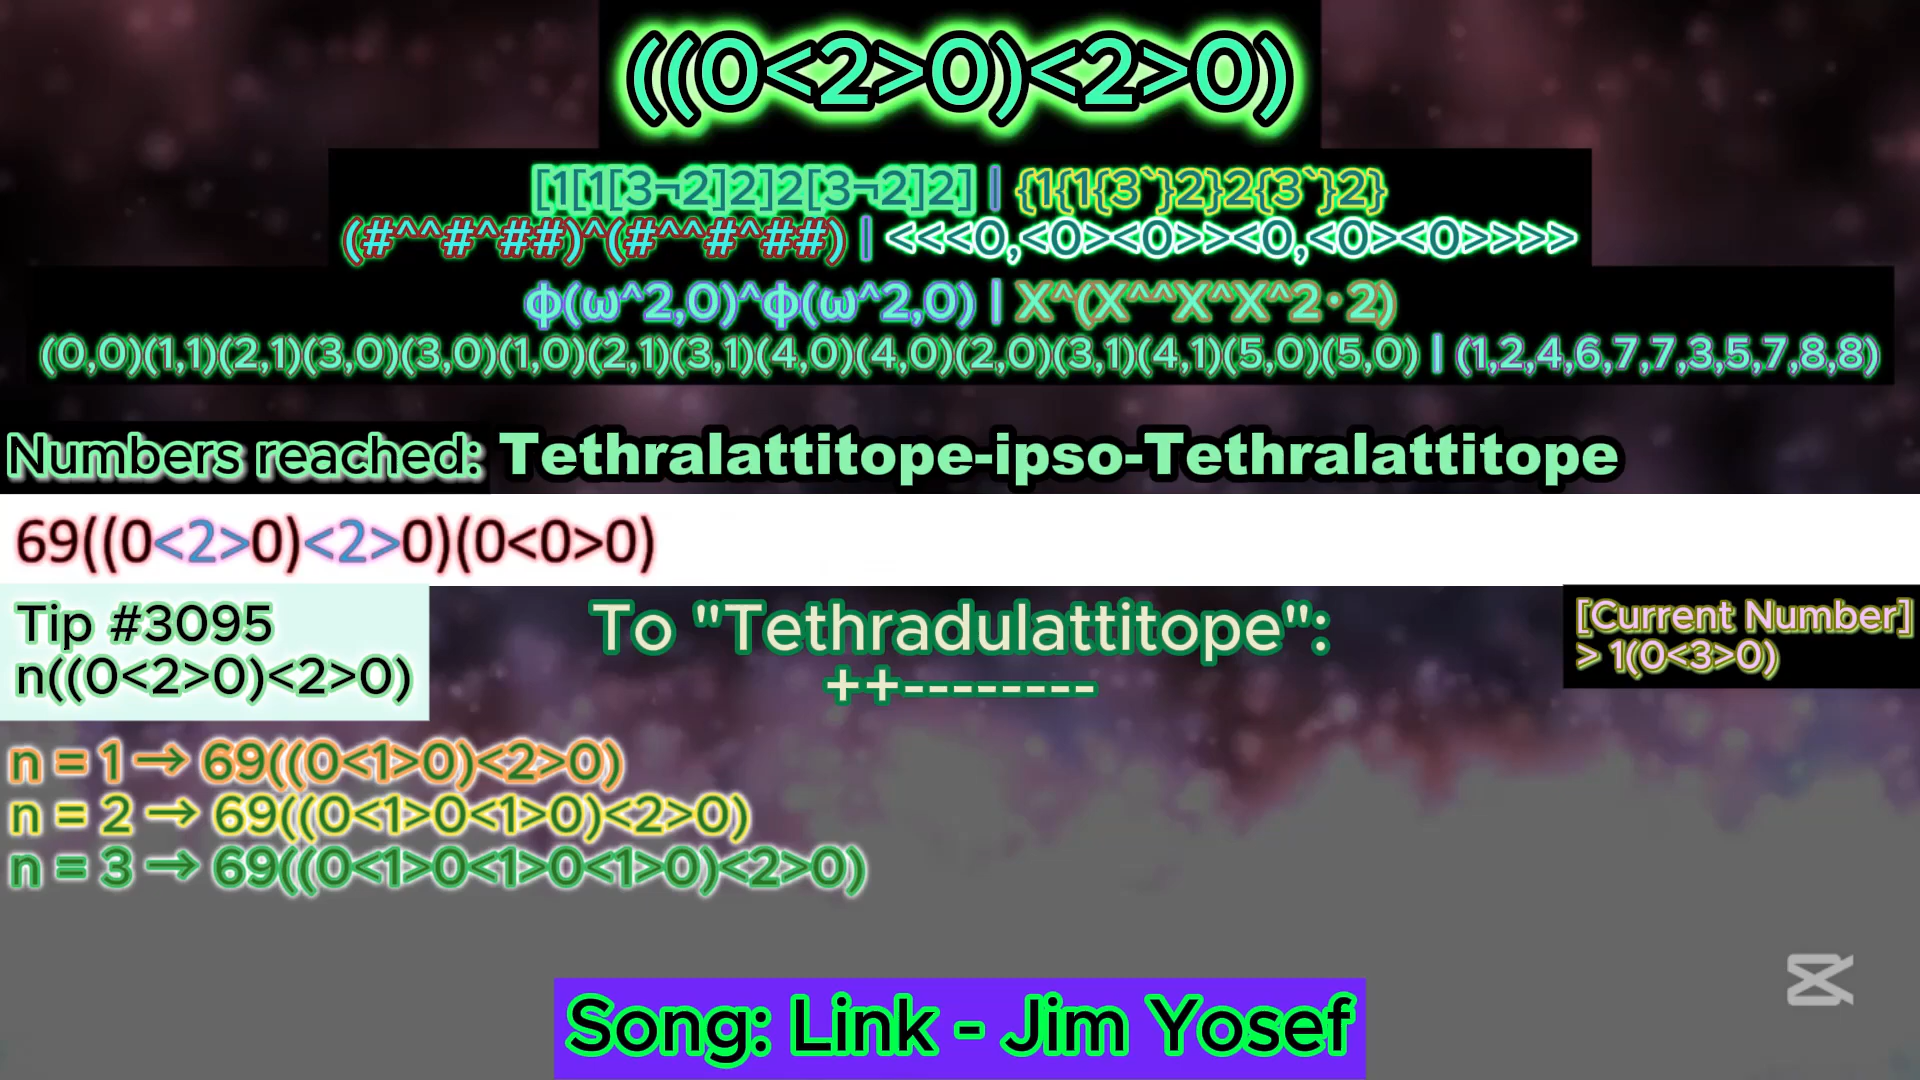 ((0<2>0)<2>0)
[1[1[3¬2]2]2[3¬2]2] | {1{1{3`}2}2{3`}2}
(#^^#^##)^(#^^#^##) | <<<0,<0><0>><0,<0><0>>>>
φ(ω^2,0)^φ(ω^2,0) | X^(X^^X^X^2·2)
(0,0)(1,1)(2,1)(3,0)(3,0)(1,0)(2,1)(3,1)(4,0)(4,0)(2,0)(3,1)(4,1)(5,0)(5,0) | (1,2,4,6,7,7,3,5,7,8,8)
Numbers reached: Tethralattitope-ipso-Tethralattitope
69((0<2>0)<2>0)(0<0>0)
Tip #3095
n((0<2>0)<2>0)
To "Tethradulattitope":
++--------
[Current Number]
> 1(0<3>0)
n = 1 → 69((0<1>0)<2>0)
n = 2 → 69((0<1>0<1>0)<2>0)
n = 3 → 69((0<1>0<1>0<1>0)<2>0)
Song: Link - Jim Yosef